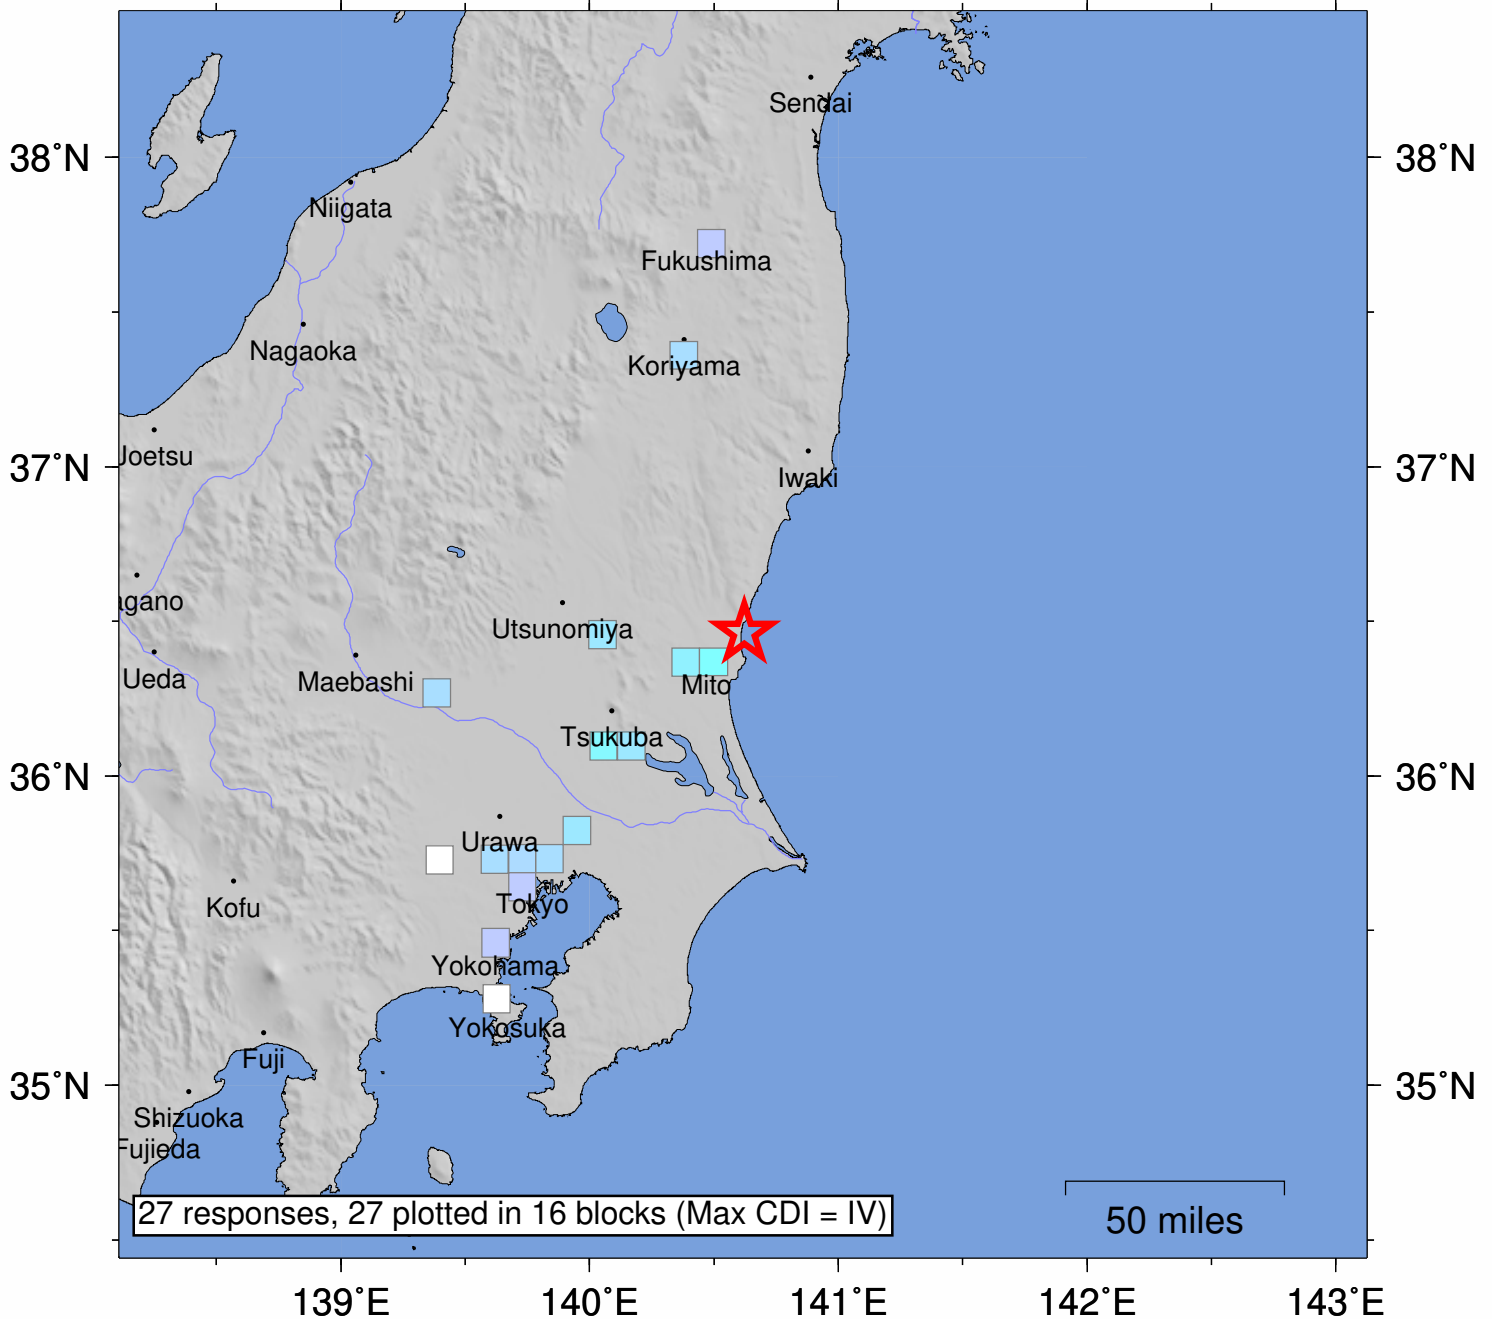 Sendai
38°N 38°N
Niigata
Fukushima
Nagaoka
Koriyama
Joetsu
37°N 37°N
Iwaki
agano
Utsunomiya
Ueda
Maebashi
Mito
Tsukuba
36°N 36°N
Urawa
Kofu
Tokyo
Yokohama
Yokosuka
Fuji
35°N 35°N
Shizuoka
Fujieda
27 responses, 27 plotted in 16 blocks (Max CDI = IV)
50 miles
139°E 140°E 141°E 142°E 143°E